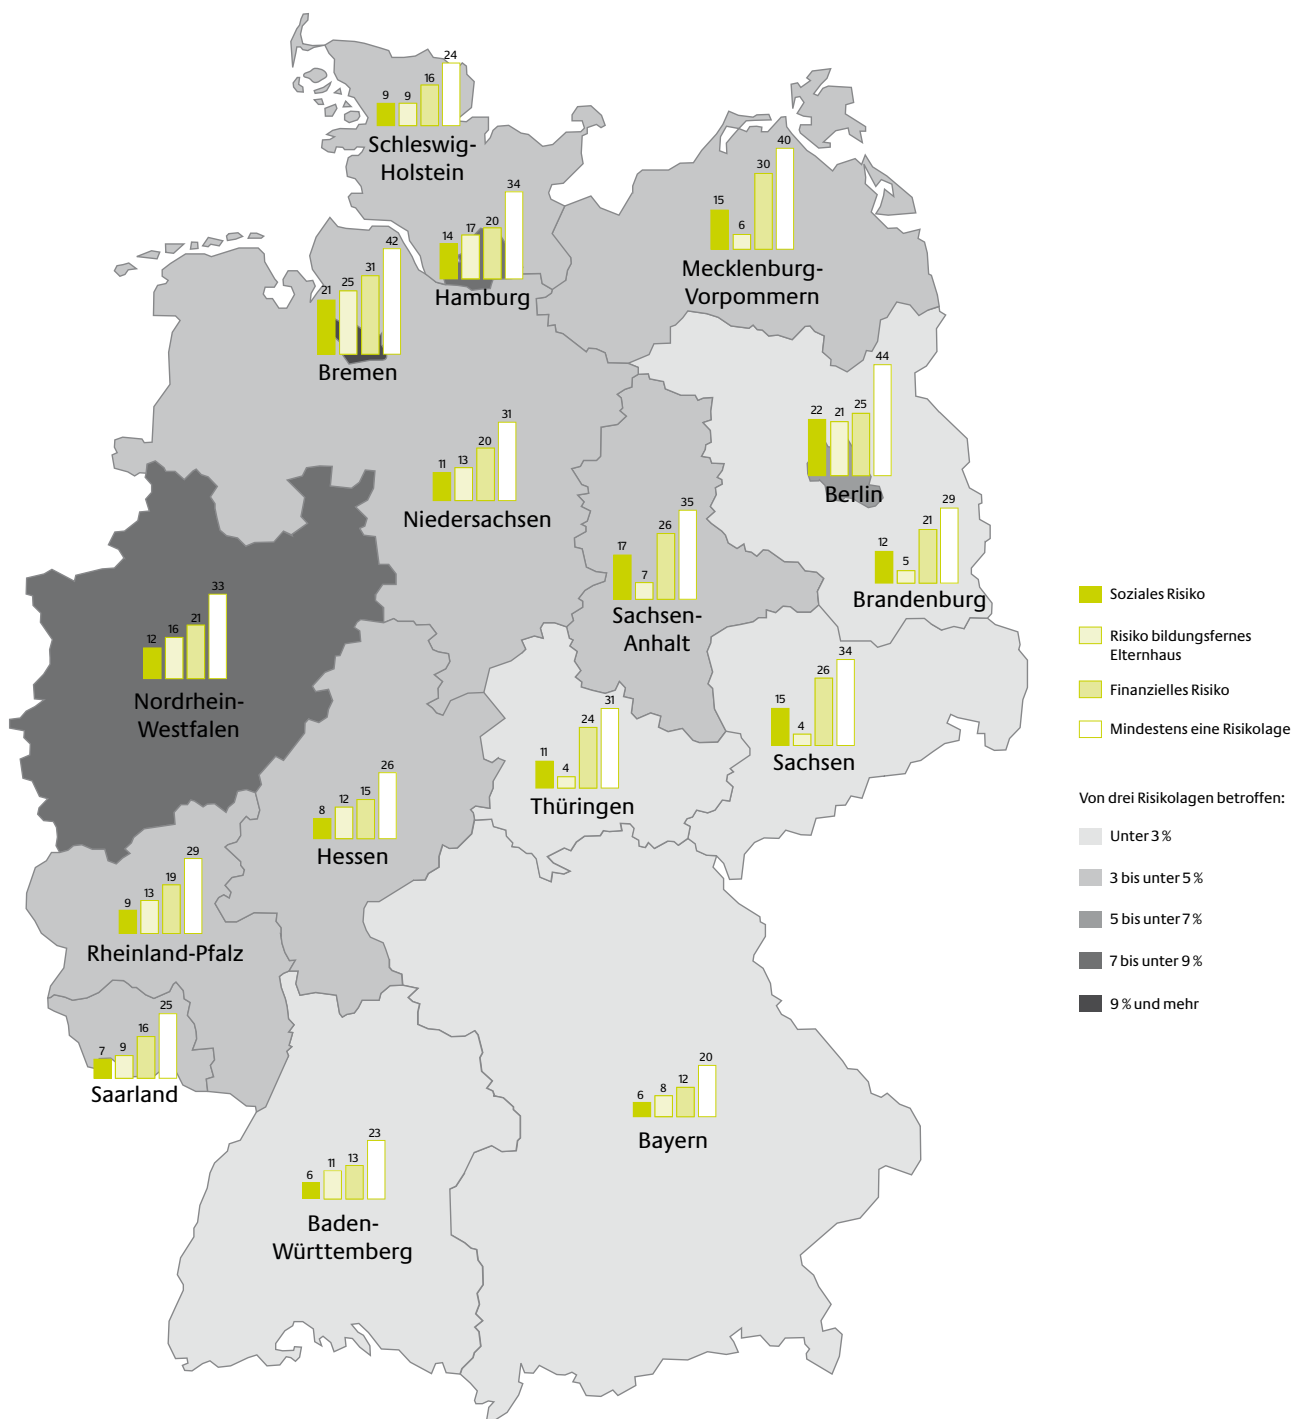 24
16
9 9
Schleswig-
Holstein
40
30
15
6
Mecklenburg-
Vorpommern
34
20
17
14
Hamburg
42
31
25
21
Bremen
44
25
22 21
Berlin
31
20
13
11
Niedersachsen
35
26
17
7
Sachsen-
Anhalt
29
21
12
5
Brandenburg
33
21
16
12
Nordrhein-
Westfalen
34
26
15
4
Sachsen
31
24
11
4
Thüringen
26
15
12
8
Hessen
29
19
13
9
Rheinland-Pfalz
25
16
9
7
Saarland
20
12
8
6
Bayern
23
13
11
6
Baden-
Württemberg
Soziales Risiko
Risiko bildungsfernes
Elternhaus
Finanzielles Risiko
Mindestens eine Risikolage
Von drei Risikolagen betroffen:
Unter 3 %
3 bis unter 5 %
5 bis unter 7 %
7 bis unter 9 %
9 % und mehr